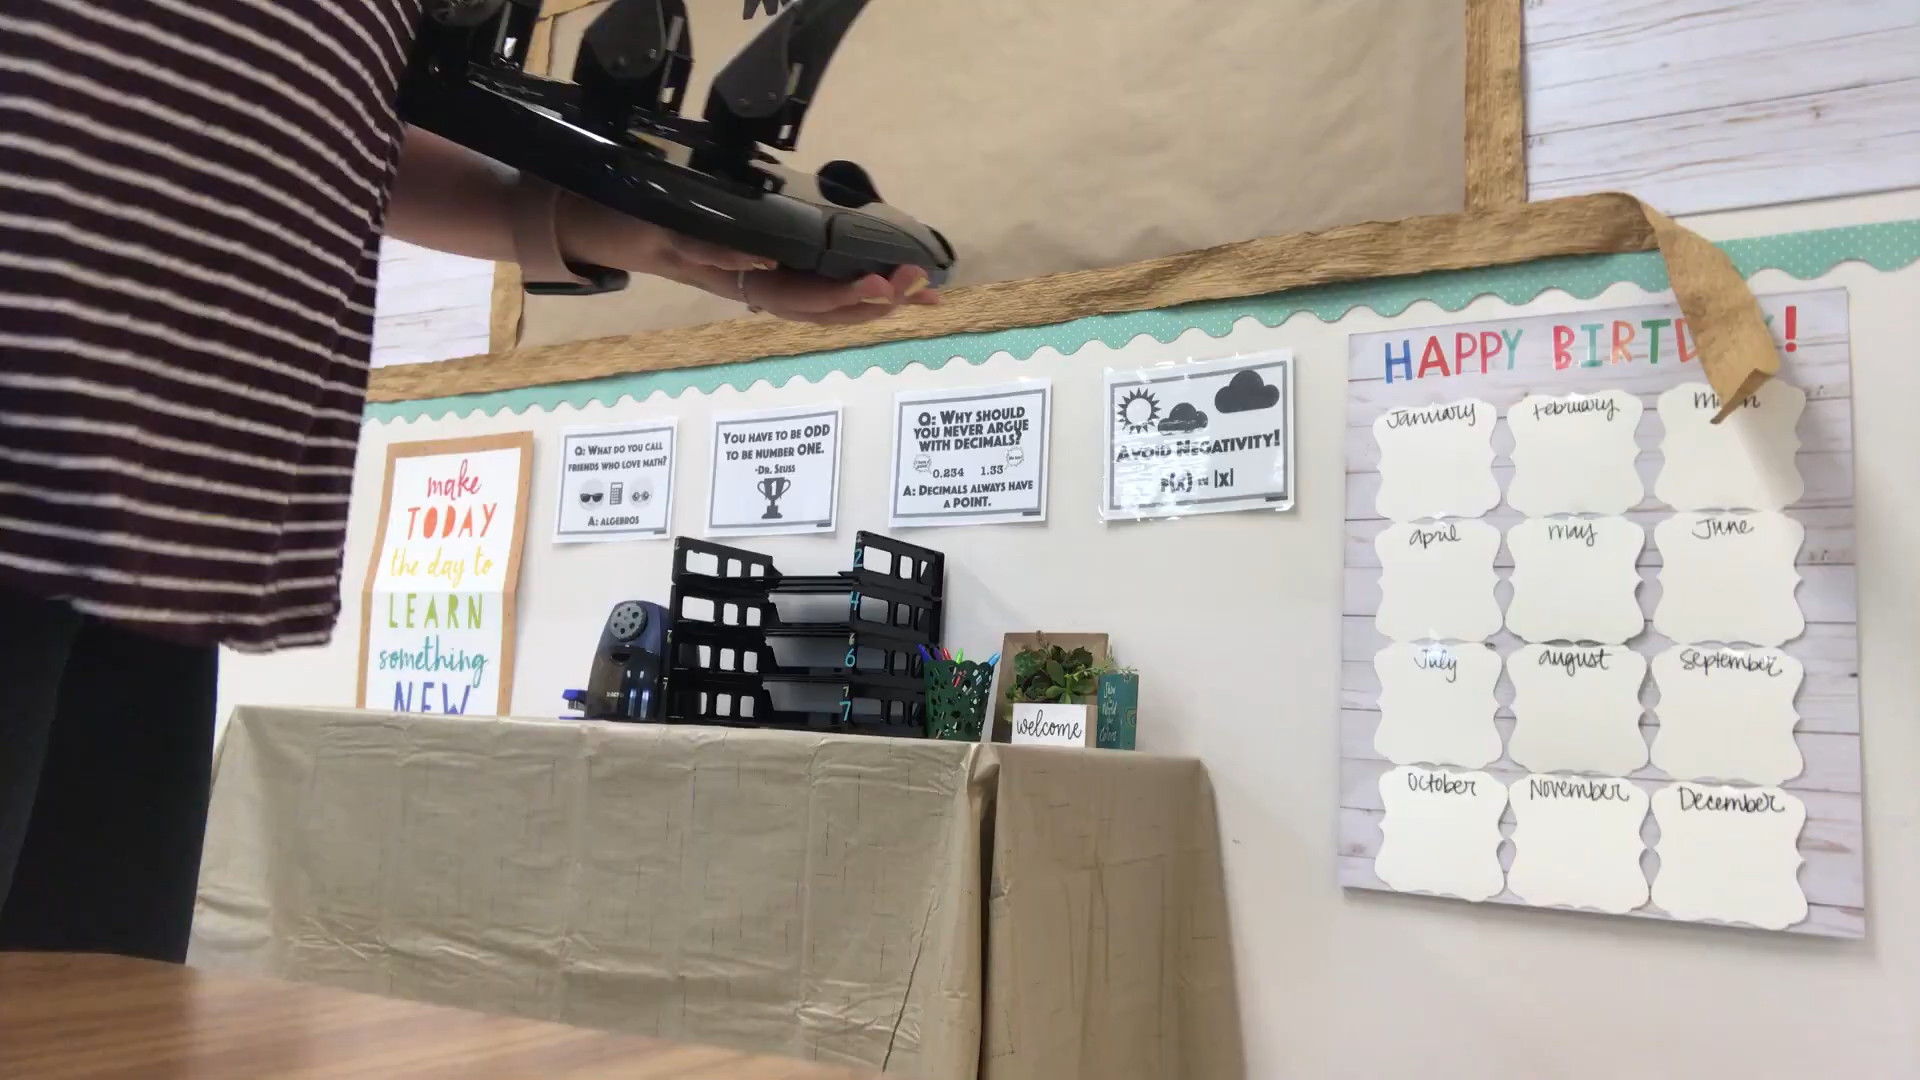 make
TODAY
the day to
LEARN
something
NEW
Q: WHAT DO YOU CALL
FRIENDS WHO LOVE MATH?
A: ALGEBROS
YOU HAVE TO BE ODD
TO BE NUMBER ONE.
-DR. SEUSS
1
Q: WHY SHOULD
YOU NEVER ARGUE
WITH DECIMALS?
0.234 1.33
A: DECIMALS ALWAYS HAVE
A POINT.
AVOID NEGATIVITY!
F(x) = |x|
2
4
6
7
welcome
HAPPY BIRTD !
January February March
april may June
July august September
October November December